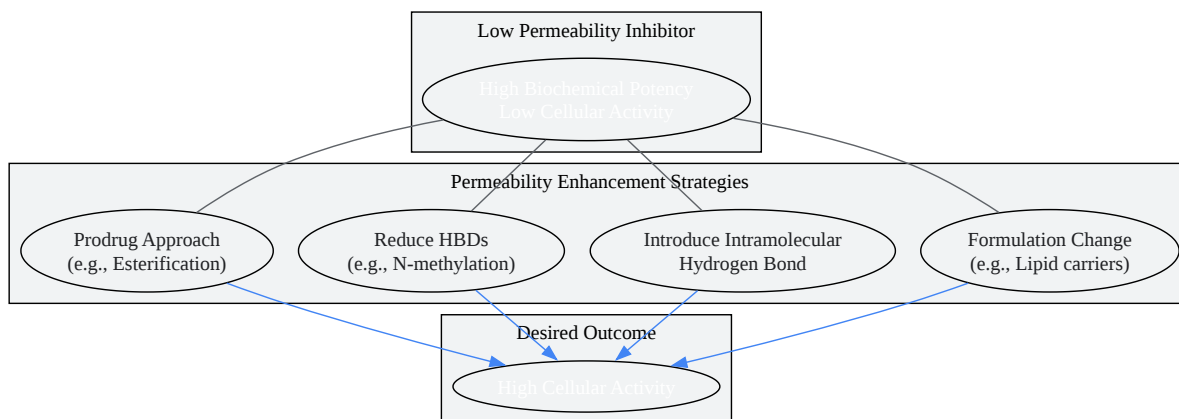 Low Permeability Inhibitor
High Biochemical Potency
Low Cellular Activity
Permeability Enhancement Strategies
Prodrug Approach
(e.g., Esterification)
Reduce HBDs
(e.g., N-methylation)
Introduce Intramolecular
Hydrogen Bond
Formulation Change
(e.g., Lipid carriers)
Desired Outcome
High Cellular Activity